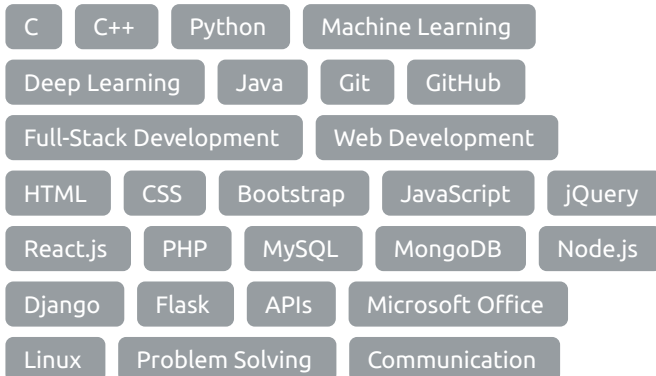 C C++ Python Machine Learning
Deep Learning Java Git GitHub
Full-Stack Development Web Development
HTML CSS Bootstrap JavaScript jQuery
React.js PHP MySQL MongoDB Node.js
Django Flask APIs Microsoft Office
Linux Problem Solving Communication